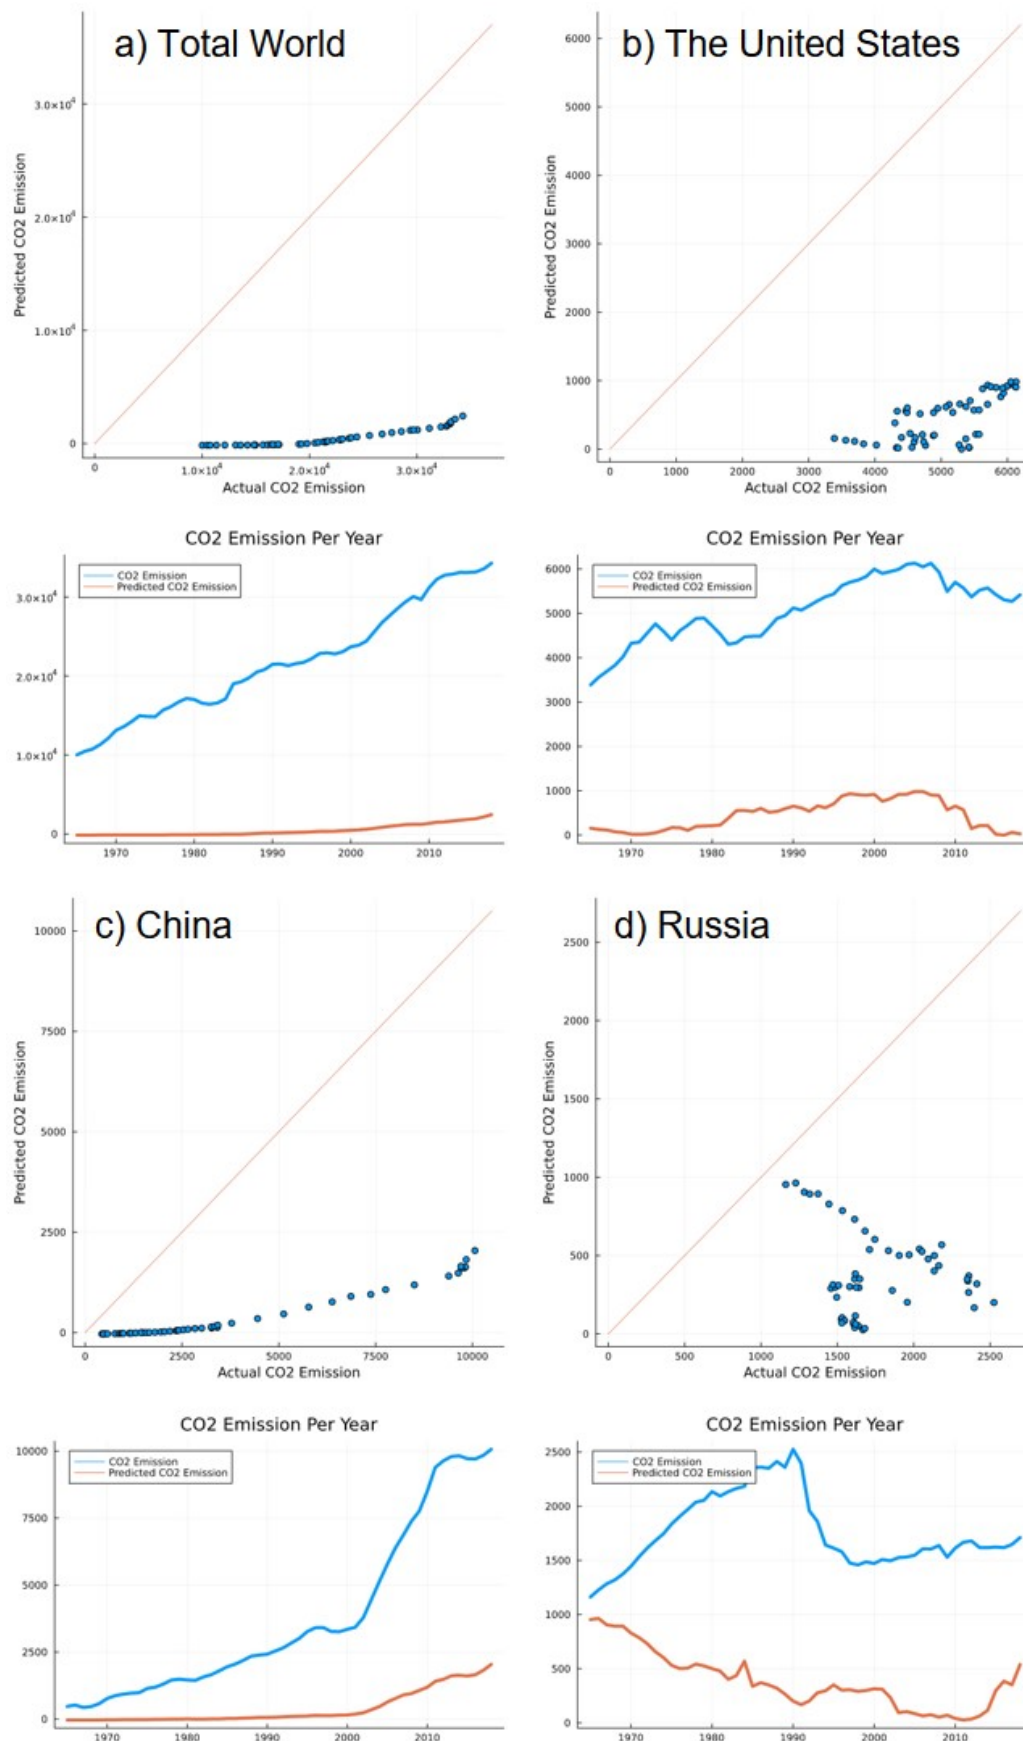 a) Total World
3.0×10⁴
2.0×10⁴
1.0×10⁴
0
Predicted CO2 Emission
0 1.0×10⁴ 2.0×10⁴ 3.0×10⁴
Actual CO2 Emission
b) The United States
6000
5000
4000
3000
2000
1000
0
Predicted CO2 Emission
0 1000 2000 3000 4000 5000 6000
Actual CO2 Emission
CO2 Emission Per Year
CO2 Emission
Predicted CO2 Emission
3.0×10⁴
2.0×10⁴
1.0×10⁴
0
1970 1980 1990 2000 2010
CO2 Emission Per Year
CO2 Emission
Predicted CO2 Emission
6000
5000
4000
3000
2000
1000
0
1970 1980 1990 2000 2010
c) China
10000
7500
5000
2500
0
Predicted CO2 Emission
0 2500 5000 7500 10000
Actual CO2 Emission
d) Russia
2500
2000
1500
1000
500
0
Predicted CO2 Emission
0 500 1000 1500 2000 2500
Actual CO2 Emission
CO2 Emission Per Year
CO2 Emission
Predicted CO2 Emission
10000
7500
5000
2500
0
1970 1980 1990 2000 2010
CO2 Emission Per Year
CO2 Emission
Predicted CO2 Emission
2500
2000
1500
1000
500
0
1970 1980 1990 2000 2010